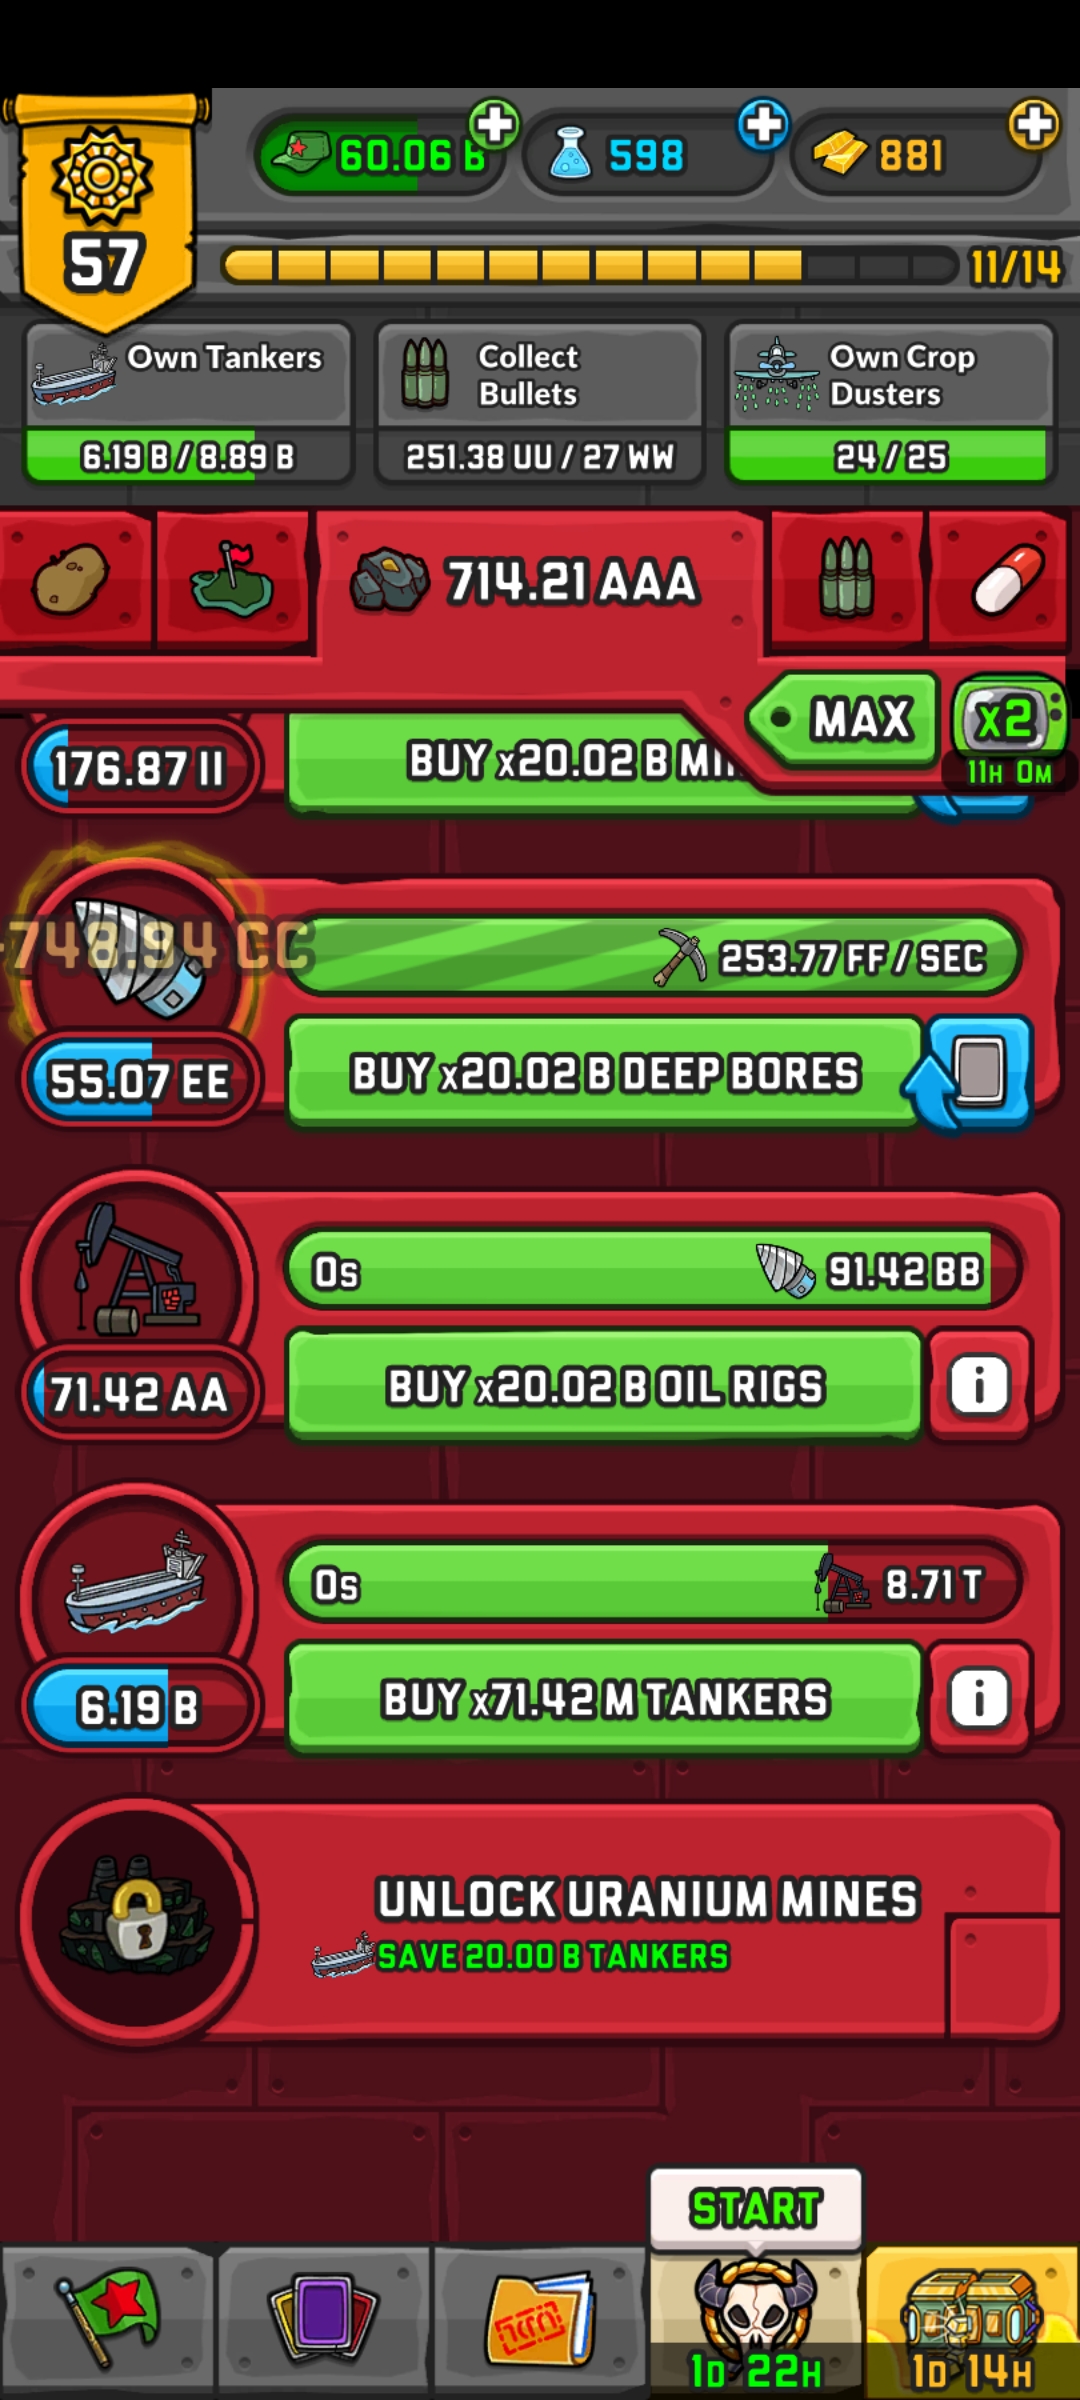 60.06 B
598
881
57
11/14
Own Tankers
6.19 B / 8.89 B
Collect
Bullets
251.38 UU / 27 WW
Own Crop
Dusters
24 / 25
714.21 AAA
MAX
x2
11H 0M
176.87 II
BUY x20.02 B
-748.94 CC
253.77 FF / SEC
55.07 EE
BUY x20.02 B DEEP BORES
0s
91.42 BB
71.42 AA
BUY x20.02 B OIL RIGS
i
0s
8.71 T
6.19 B
BUY x71.42 M TANKERS
i
UNLOCK URANIUM MINES
SAVE 20.00 B TANKERS
START
1D 22H
1D 14H